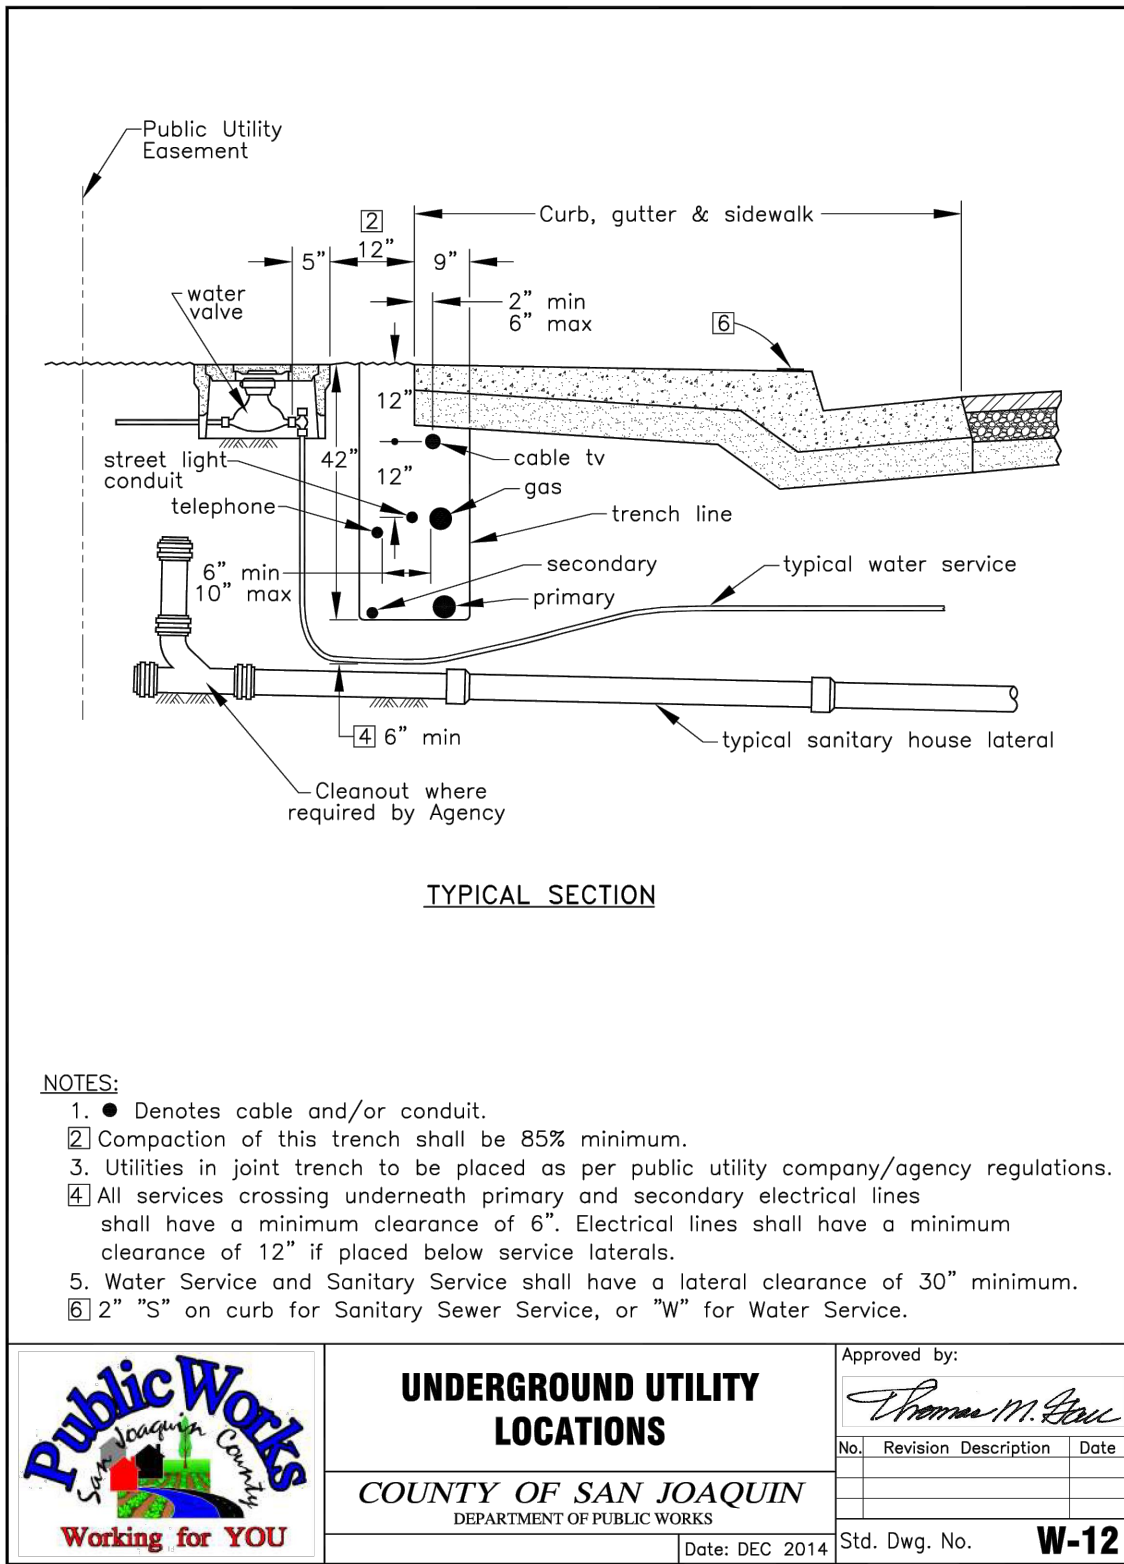 Public Utility
Easement
Curb, gutter & sidewalk
2
12”
5”
9”
water
valve
2” min
6” max
6
12”
42”
12”
cable tv
street light
conduit
gas
telephone
trench line
6” min
10” max
secondary
primary
typical water service
4 6” min
typical sanitary house lateral
Cleanout where
required by Agency
TYPICAL SECTION
NOTES:
1. ● Denotes cable and/or conduit.
2 Compaction of this trench shall be 85% minimum.
3. Utilities in joint trench to be placed as per public utility company/agency regulations.
4 All services crossing underneath primary and secondary electrical lines
shall have a minimum clearance of 6”. Electrical lines shall have a minimum
clearance of 12” if placed below service laterals.
5. Water Service and Sanitary Service shall have a lateral clearance of 30” minimum.
6 2” ”S” on curb for Sanitary Sewer Service, or ”W” for Water Service.
Public Works
San Joaquin County
Working for YOU
UNDERGROUND UTILITY
LOCATIONS
COUNTY OF SAN JOAQUIN
DEPARTMENT OF PUBLIC WORKS
Date: DEC 2014
Approved by:
Thomas M. Gau
No. Revision Description Date
Std. Dwg. No. W-12